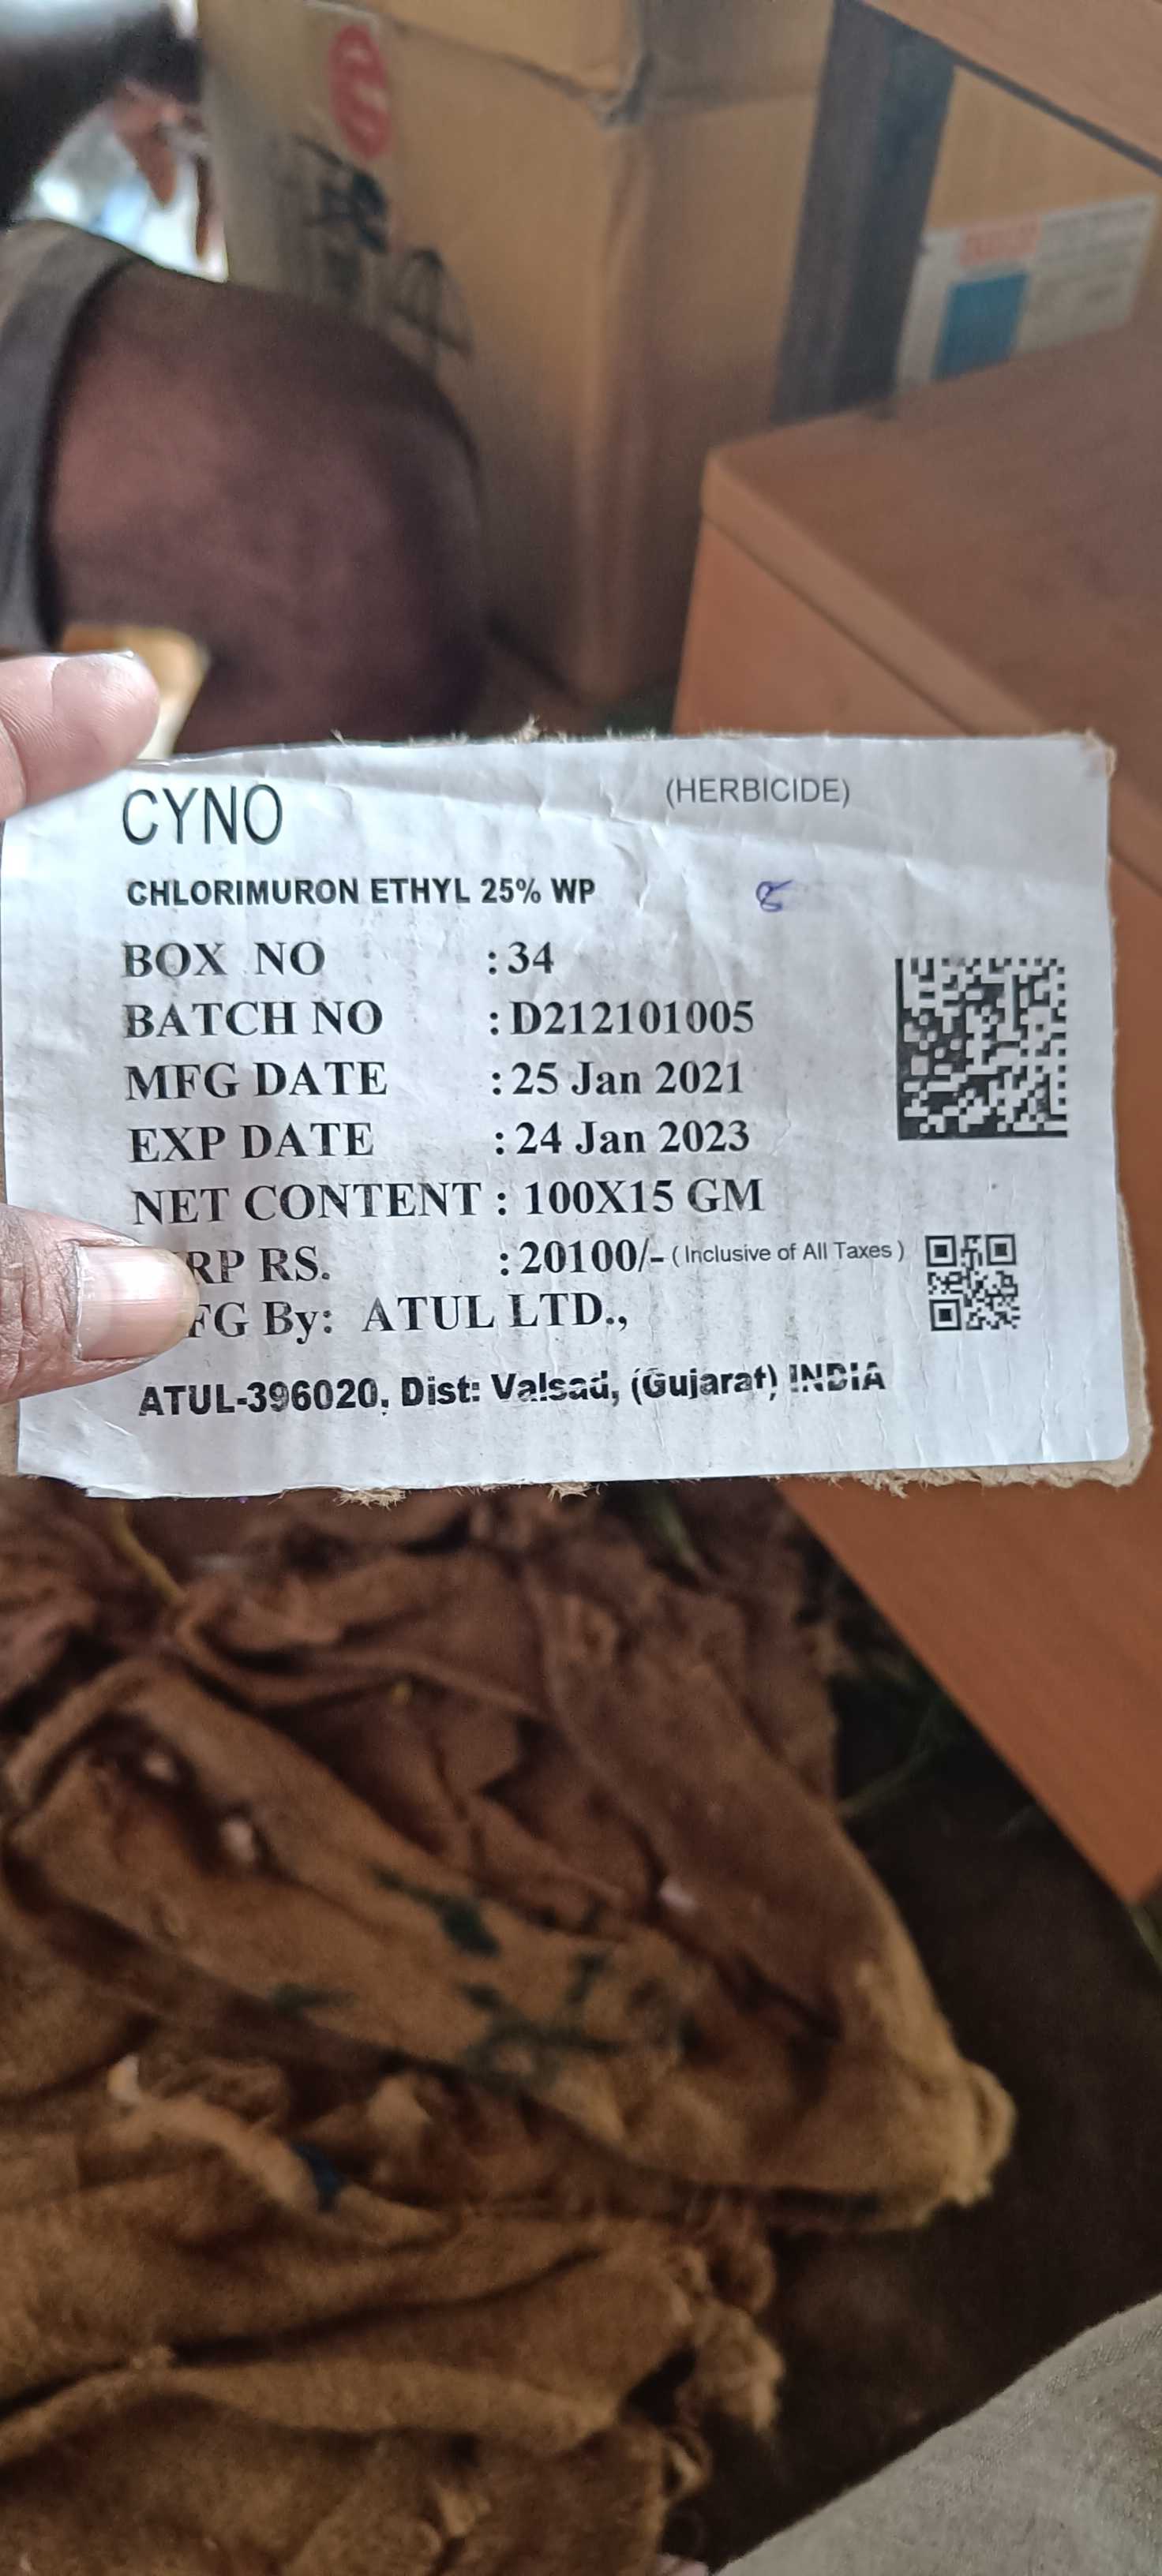 CYNO (HERBICIDE)
CHLORIMURON ETHYL 25% WP 8
BOX NO : 34
BATCH NO : D212101005
MFG DATE : 25 Jan 2021
EXP DATE : 24 Jan 2023
NET CONTENT : 100X15 GM
RP RS. : 20100/- ( Inclusive of All Taxes )
FG By: ATUL LTD.,
ATUL-396020, Dist: Valsad, (Gujarat) INDIA